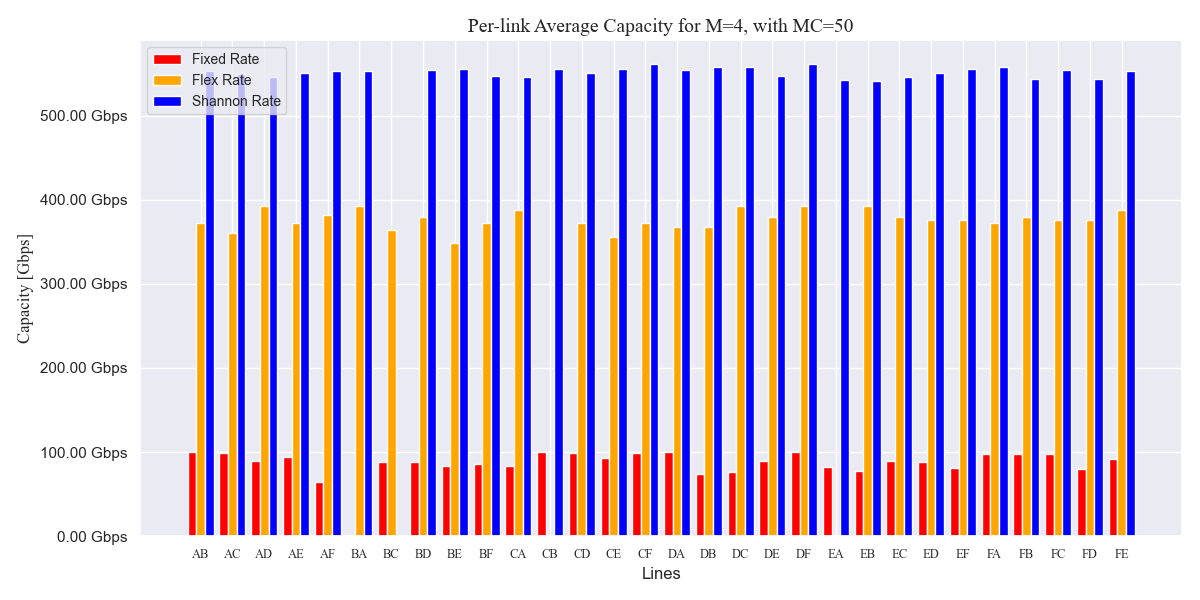 Per-link Average Capacity for M=4, with MC=50
Fixed Rate
Flex Rate
Shannon Rate
Capacity [Gbps]
500.00 Gbps
400.00 Gbps
300.00 Gbps
200.00 Gbps
100.00 Gbps
0.00 Gbps
AB AC AD AE AF BA BC BD BE BF CA CB CD CE CF DA DB DC DE DF EA EB EC ED EF FA FB FC FD FE
Lines